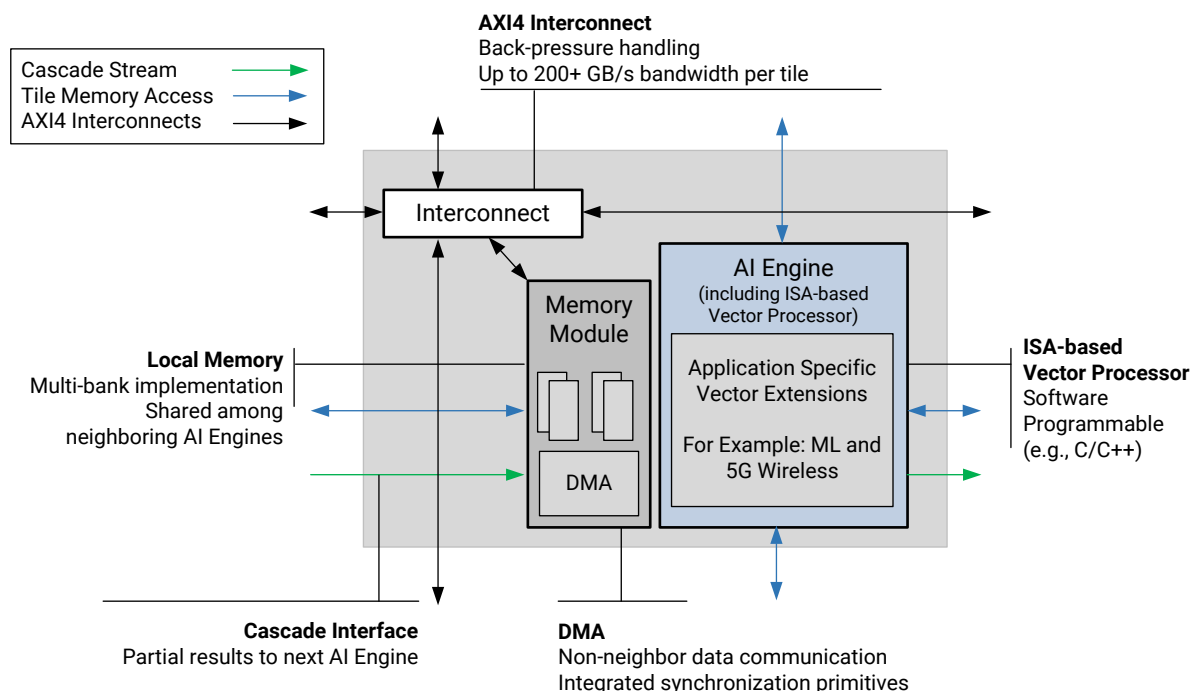 AXI4 Interconnect
Back-pressure handling
Up to 200+ GB/s bandwidth per tile
Cascade Stream
Tile Memory Access
AXI4 Interconnects
Interconnect
AI Engine
(including ISA-based
Vector Processor)
Memory
Module
Application Specific
Vector Extensions
For Example: ML and
5G Wireless
DMA
Local Memory
Multi-bank implementation
Shared among
neighboring AI Engines
ISA-based
Vector Processor
Software
Programmable
(e.g., C/C++)
Cascade Interface
Partial results to next AI Engine
DMA
Non-neighbor data communication
Integrated synchronization primitives